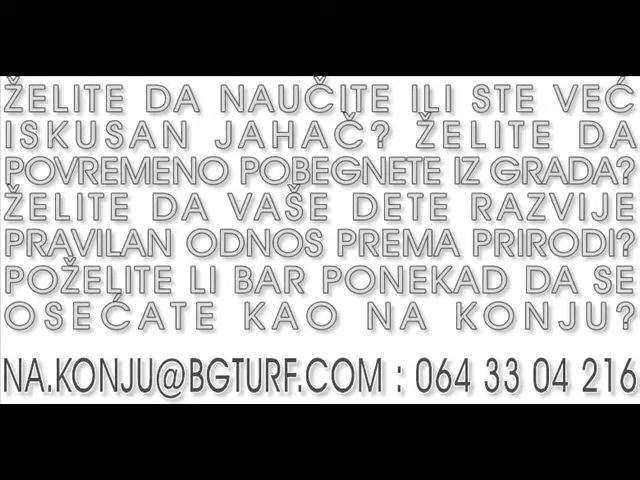 ŽELITE DA NAUČITE ILI STE VEĆ
ISKUSAN JAHAČ? ŽELITE DA
POVREMENO POBEGNETE IZ GRADA?
ŽELITE DA VAŠE DETE RAZVIJE
PRAVILAN ODNOS PREMA PRIRODI?
POŽELITE LI BAR PONEKAD DA SE
OSEĆATE KAO NA KONJU?
NA.KONJU@BGTURF.COM : 064 33 04 216